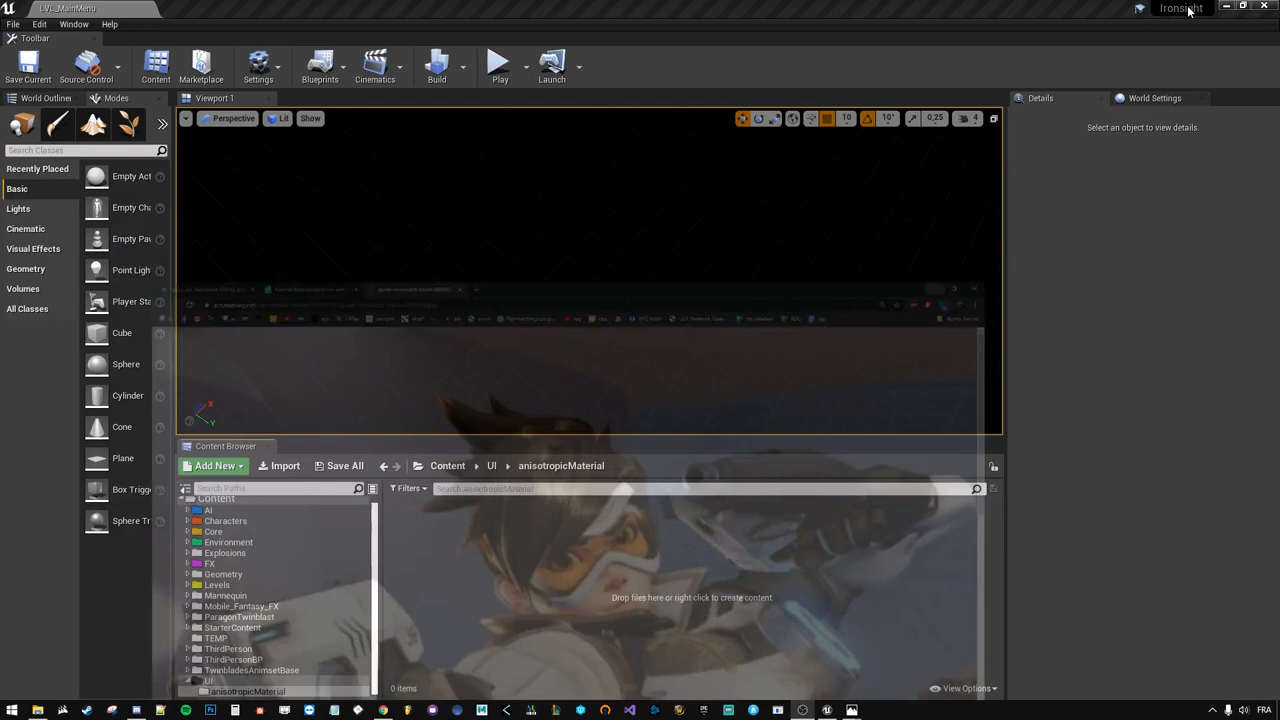 LVL_MainMenu
Ironsight
File Edit Window Help
Toolbar
Save Current Source Control Content Marketplace Settings Blueprints Cinematics Build Play Launch
World Outliner Modes Viewport 1 Details World Settings
Perspective Lit Show 10 10° 0,25 4
Select an object to view details.
Search Classes
Recently Placed
Basic
Lights
Cinematic
Visual Effects
Geometry
Volumes
All Classes
Empty Act
Empty Cha
Empty Pav
Point Ligh
Player Sta
Cube
Sphere
Cylinder
Cone
Plane
Box Trigg
Sphere Tr
X
Y
Content Browser
Add New Import Save All Content UI anisotropicMaterial
Search Paths Filters Search anisotropicMaterial
Content
AI
Characters
Core
Environment
Explosions
FX
Geometry
Levels
Mannequin
Mobile_Fantasy_FX
ParagonTwinblast
StarterContent
TEMP
ThirdPerson
ThirdPersonBP
TwinbladesAnimsetBase
UI
anisotropicMaterial
Drop files here or right click to create content.
0 items View Options
FRA